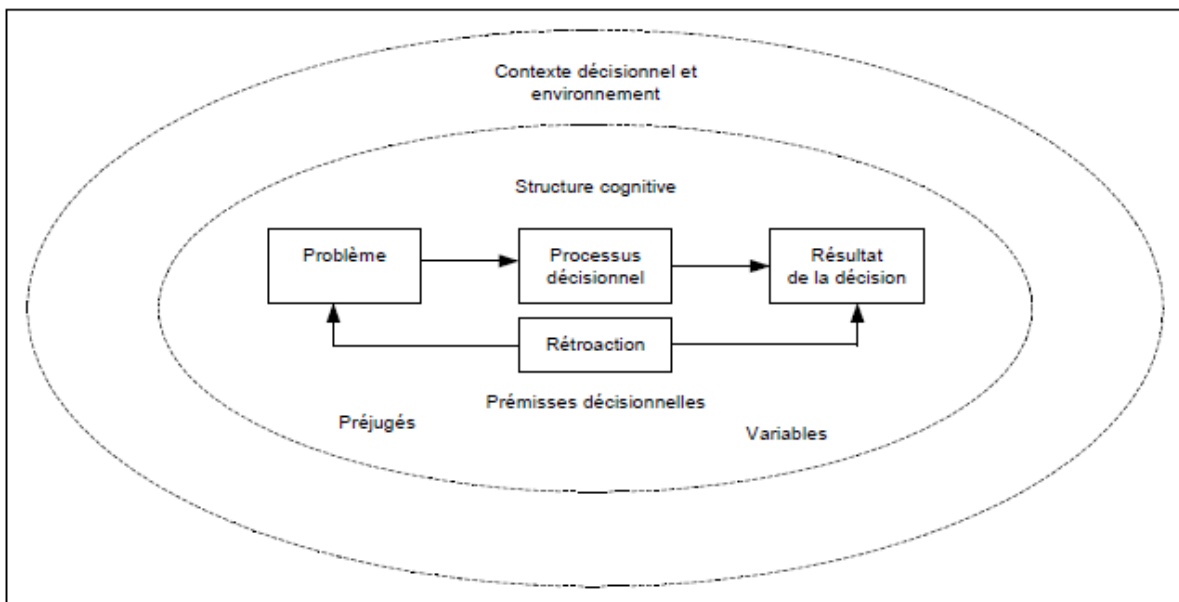 Contexte décisionnel et
environnement
Structure cognitive
Problème
Processus
décisionnel
Résultat
de la décision
Rétroaction
Prémisses décisionnelles
Préjugés
Variables